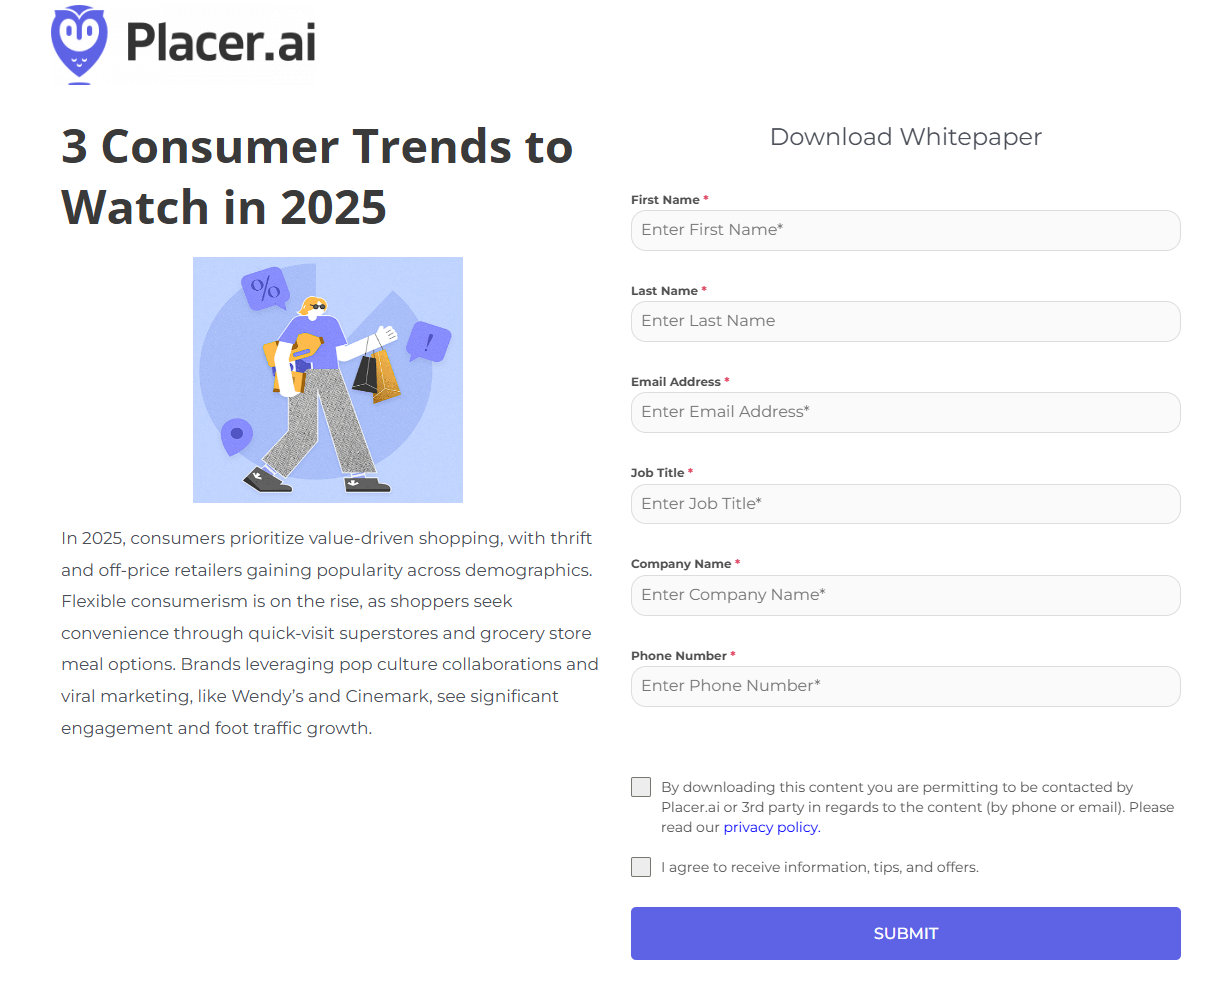 Placer.ai
3 Consumer Trends to
Watch in 2025
%
!
In 2025, consumers prioritize value-driven shopping, with thrift
and off-price retailers gaining popularity across demographics.
Flexible consumerism is on the rise, as shoppers seek
convenience through quick-visit superstores and grocery store
meal options. Brands leveraging pop culture collaborations and
viral marketing, like Wendy’s and Cinemark, see significant
engagement and foot traffic growth.
Download Whitepaper
First Name *
Enter First Name*
Last Name *
Enter Last Name
Email Address *
Enter Email Address*
Job Title *
Enter Job Title*
Company Name *
Enter Company Name*
Phone Number *
Enter Phone Number*
By downloading this content you are permitting to be contacted by
Placer.ai or 3rd party in regards to the content (by phone or email). Please
read our privacy policy.
I agree to receive information, tips, and offers.
SUBMIT